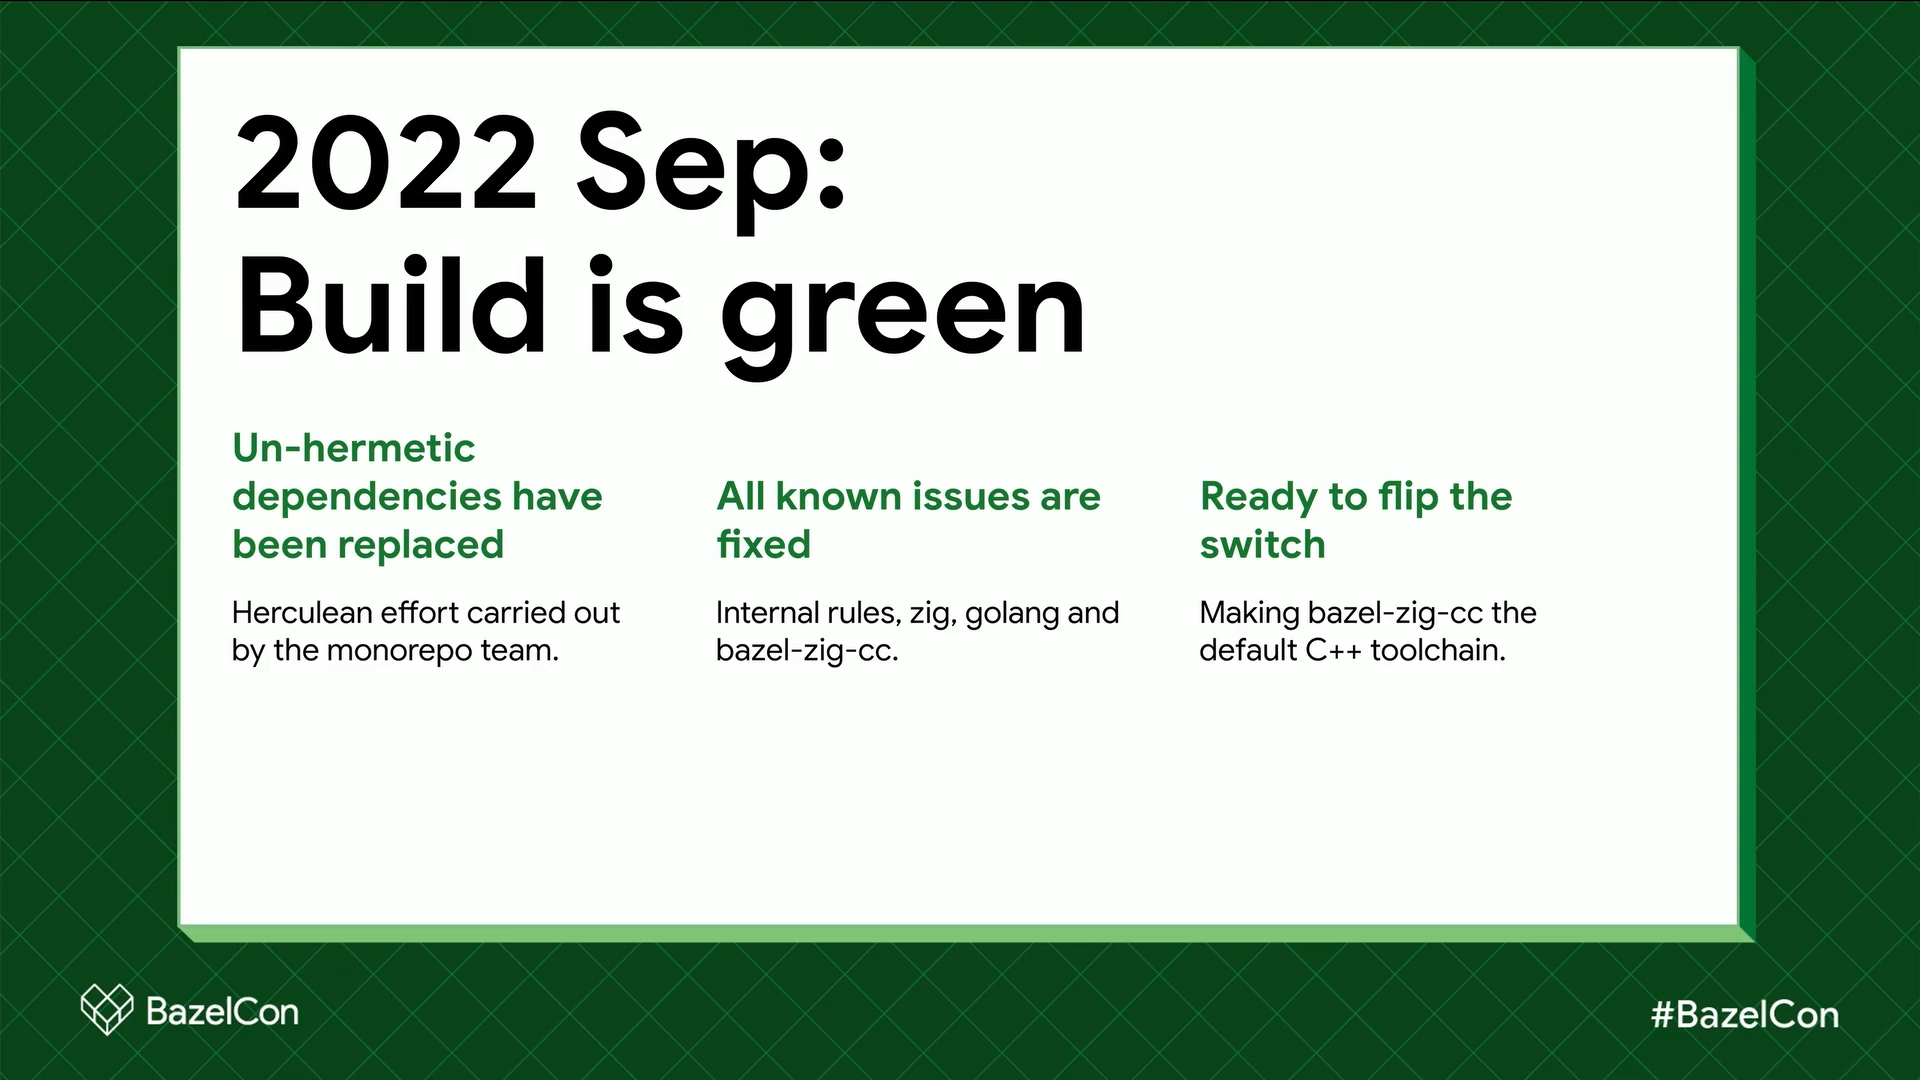 2022 Sep:
Build is green
Un-hermetic
dependencies have
been replaced
Herculean effort carried out
by the monorepo team.
All known issues are
fixed
Internal rules, zig, golang and
bazel-zig-cc.
Ready to flip the
switch
Making bazel-zig-cc the
default C++ toolchain.
BazelCon
#BazelCon